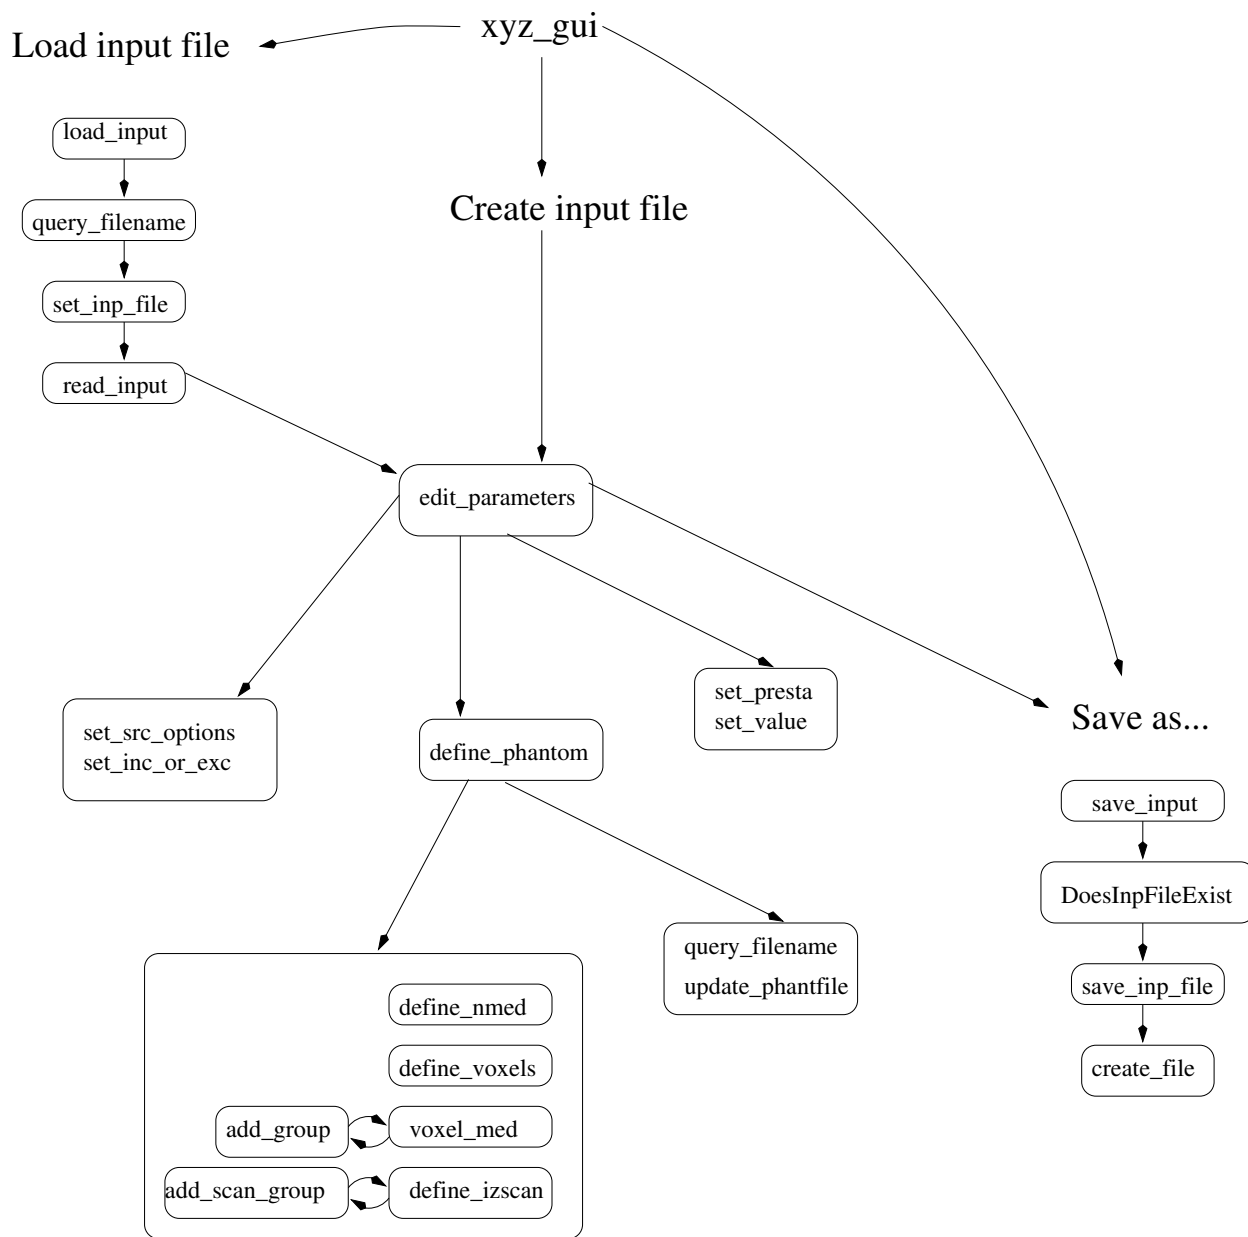 xyz_gui
Load input file
load_input
query_filename
set_inp_file
read_input
Create input file
edit_parameters
set_src_options
set_inc_or_exc
define_phantom
set_presta
set_value
Save as...
save_input
DoesInpFileExist
save_inp_file
create_file
query_filename
update_phantfile
define_nmed
define_voxels
add_group
voxel_med
add_scan_group
define_izscan